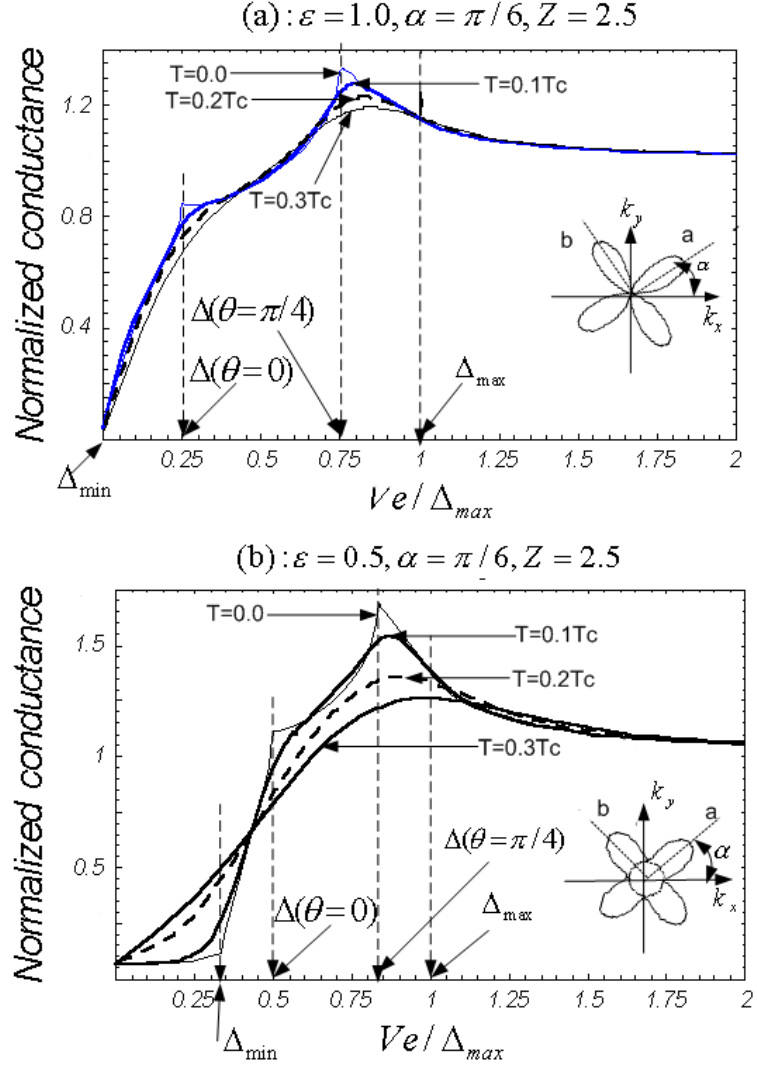 (a) : ε = 1.0, α = π / 6, Z = 2.5
Normalized conductance
1.2
0.8
0.4
T=0.0
T=0.1Tc
T=0.2Tc
T=0.3Tc
k_y
b
a
α
k_x
Δ(θ = π/4)
Δ(θ = 0)
Δ_max
Δ_min
0.25 0.5 0.75 1 1.25 1.5 1.75 2
Ve / Δ_max
(b) : ε = 0.5, α = π / 6, Z = 2.5
Normalized conductance
1.5
1
0.5
T=0.0
T=0.1Tc
T=0.2Tc
T=0.3Tc
k_y
b
a
α
k_x
Δ(θ = π/4)
Δ(θ = 0)
Δ_max
0.25 0.5 0.75 1 1.25 1.5 1.75 2
Δ_min
Ve / Δ_max